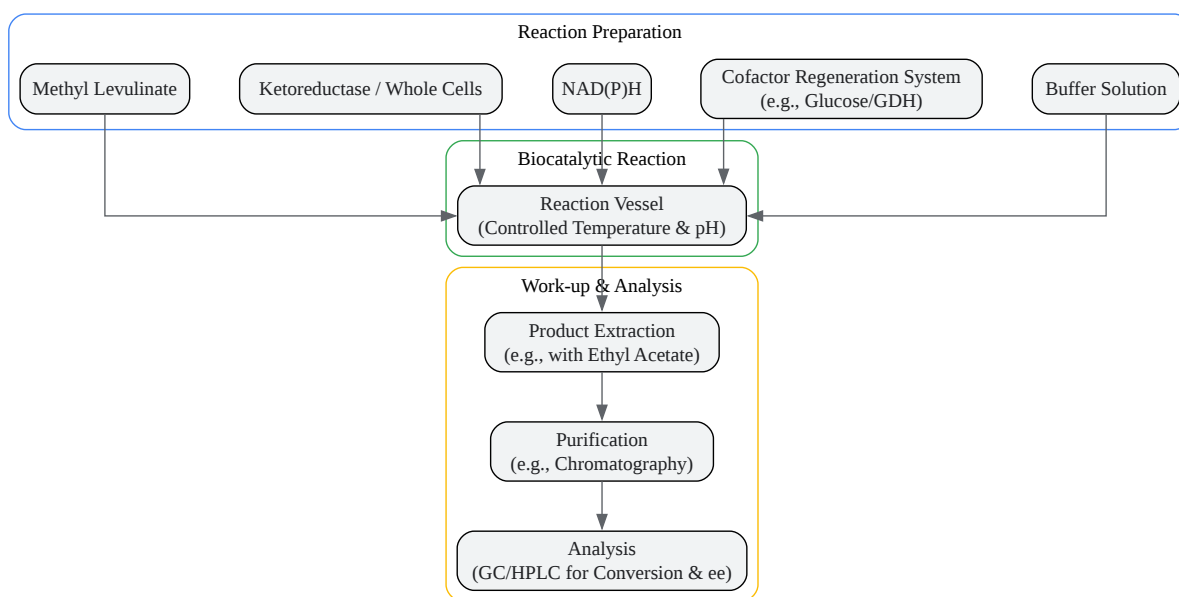 Reaction Preparation
Methyl Levulinate
Ketoreductase / Whole Cells
NAD(P)H
Cofactor Regeneration System
(e.g., Glucose/GDH)
Buffer Solution
Biocatalytic Reaction
Reaction Vessel
(Controlled Temperature & pH)
Work-up & Analysis
Product Extraction
(e.g., with Ethyl Acetate)
Purification
(e.g., Chromatography)
Analysis
(GC/HPLC for Conversion & ee)